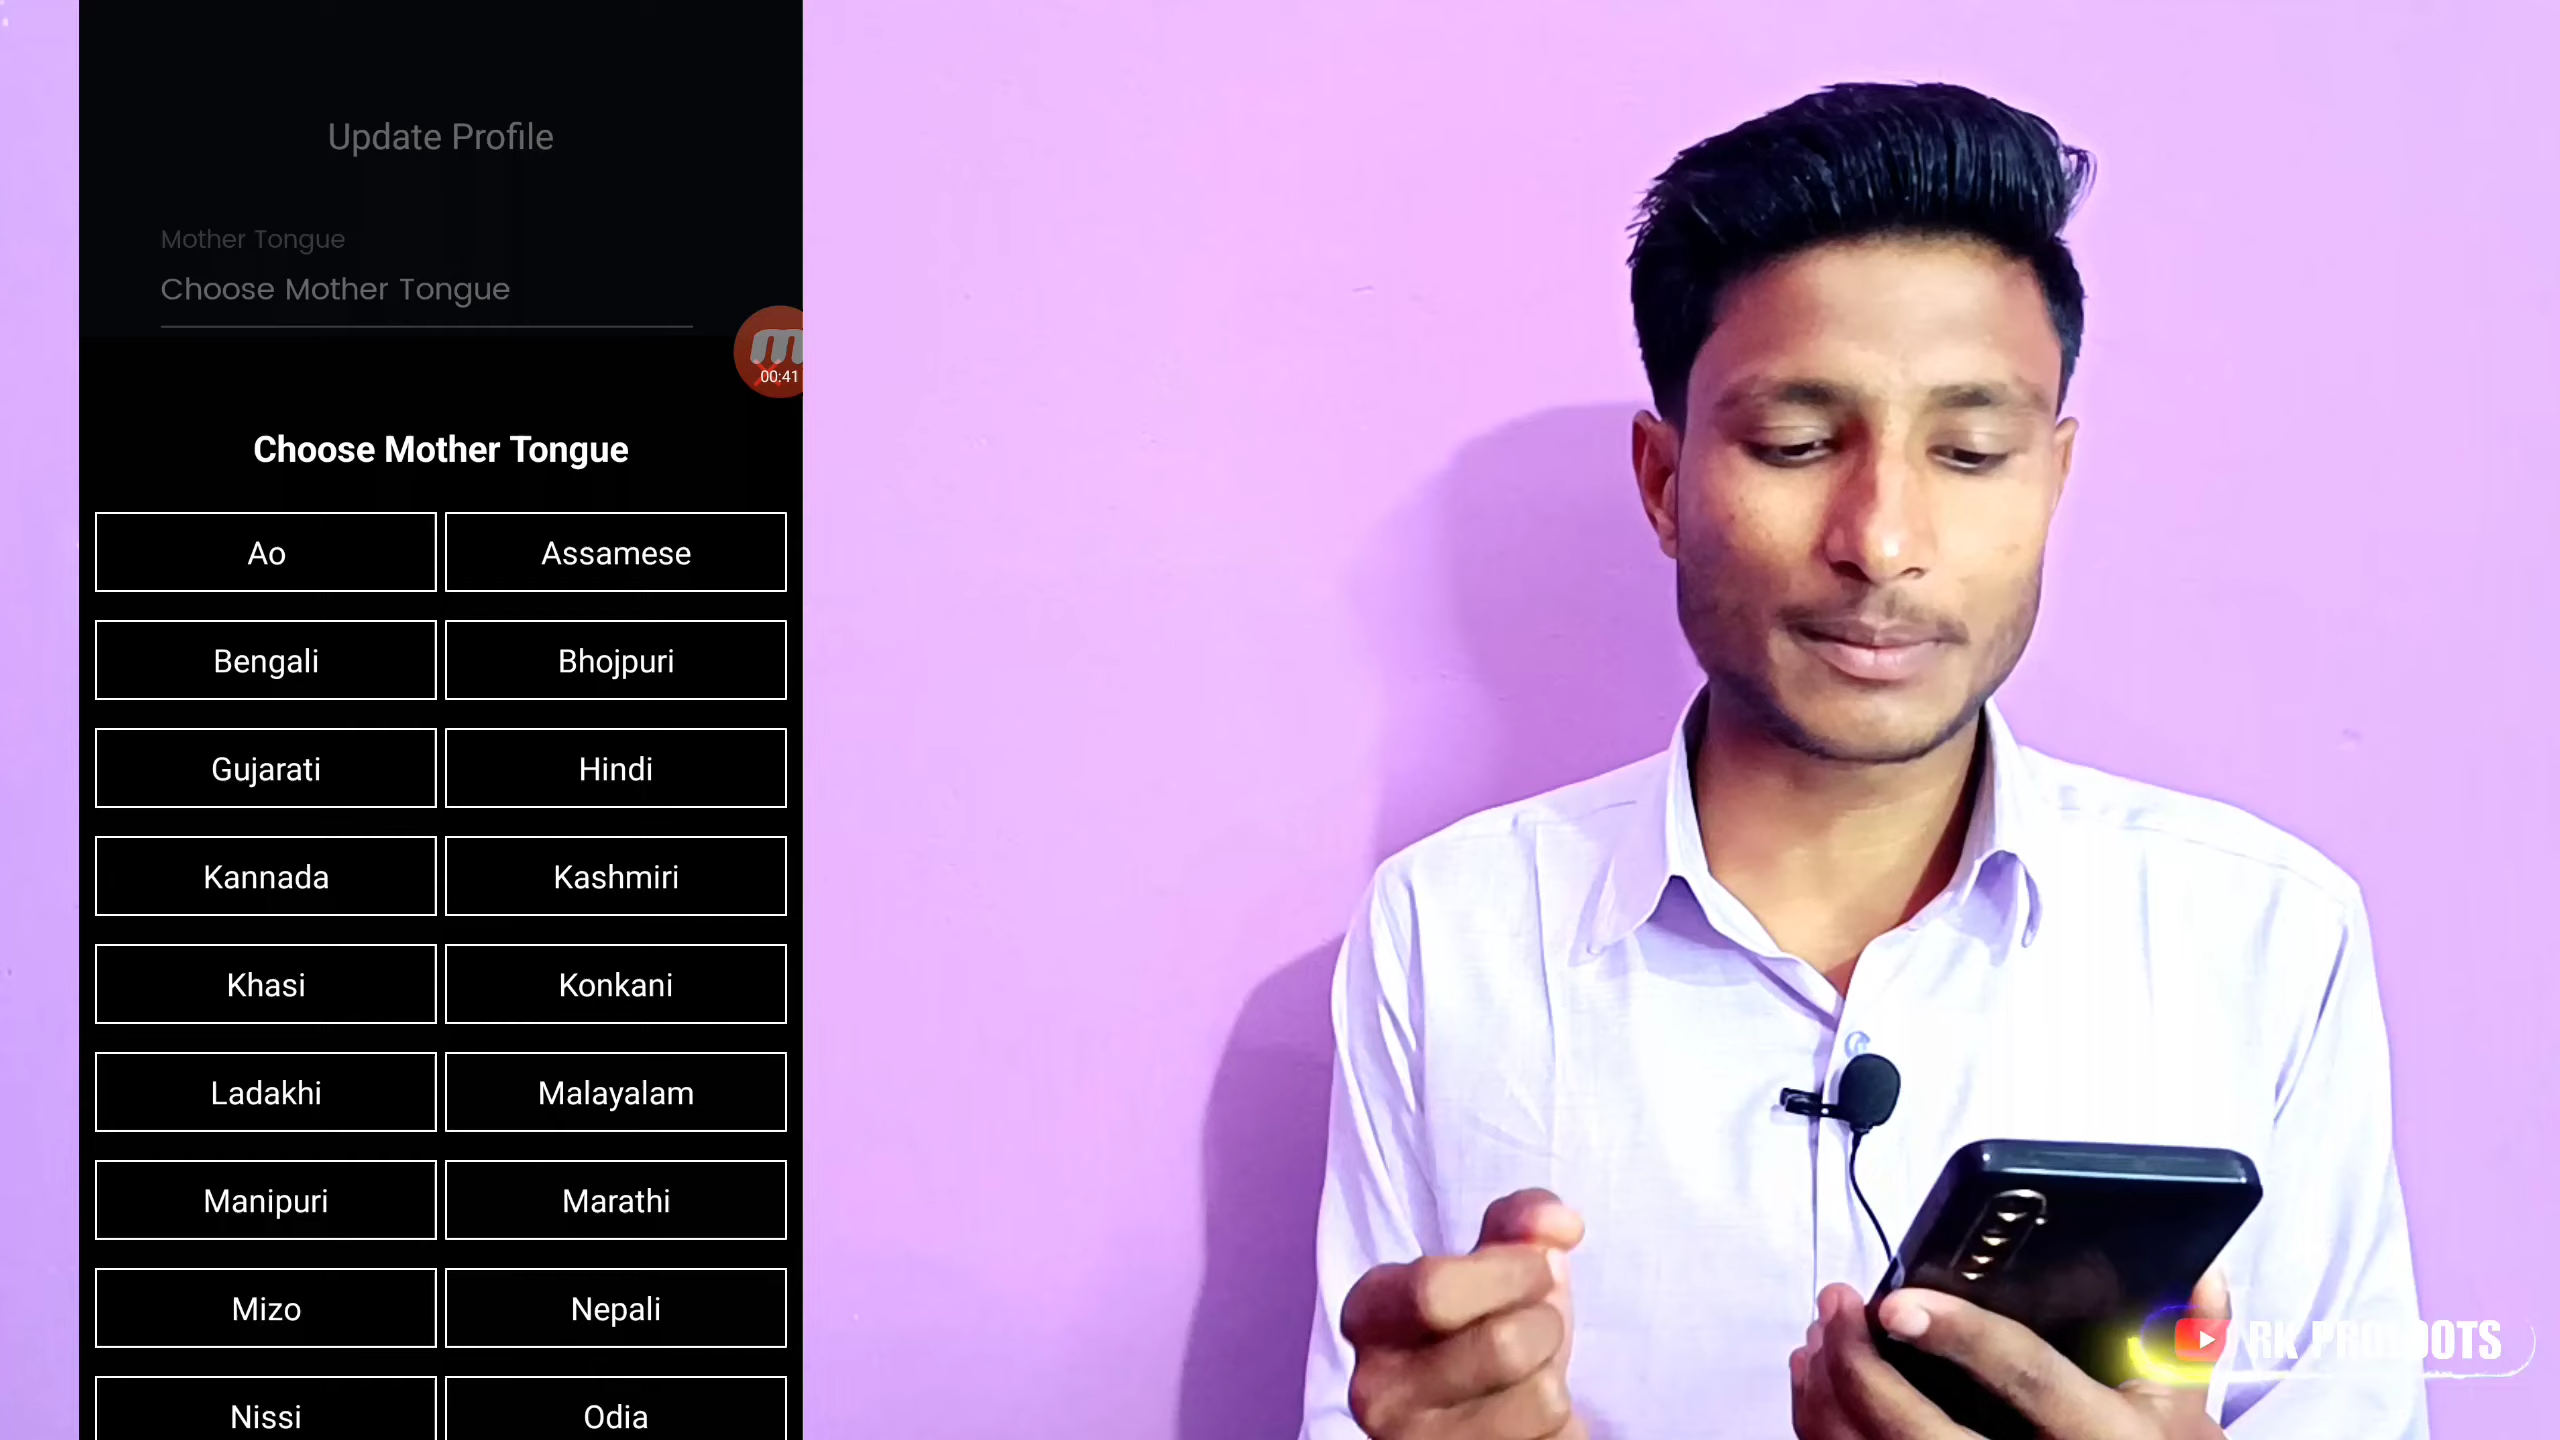 Update Profile
Mother Tongue
Choose Mother Tongue
00:41
Choose Mother Tongue
Ao
Assamese
Bengali
Bhojpuri
Gujarati
Hindi
Kannada
Kashmiri
Khasi
Konkani
Ladakhi
Malayalam
Manipuri
Marathi
Mizo
Nepali
Nissi
Odia
RK